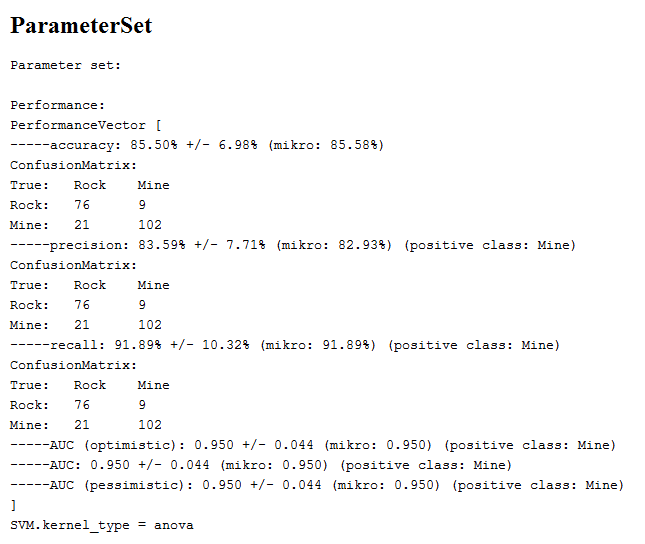 ParameterSet
Parameter set:
Performance:
PerformanceVector [
-----accuracy: 85.50% +/- 6.98% (mikro: 85.58%)
ConfusionMatrix:
True:   Rock    Mine
Rock:   76      9
Mine:   21      102
-----precision: 83.59% +/- 7.71% (mikro: 82.93%) (positive class: Mine)
ConfusionMatrix:
True:   Rock    Mine
Rock:   76      9
Mine:   21      102
-----recall: 91.89% +/- 10.32% (mikro: 91.89%) (positive class: Mine)
ConfusionMatrix:
True:   Rock    Mine
Rock:   76      9
Mine:   21      102
-----AUC (optimistic): 0.950 +/- 0.044 (mikro: 0.950) (positive class: Mine)
-----AUC: 0.950 +/- 0.044 (mikro: 0.950) (positive class: Mine)
-----AUC (pessimistic): 0.950 +/- 0.044 (mikro: 0.950) (positive class: Mine)
]
SVM.kernel_type = anova